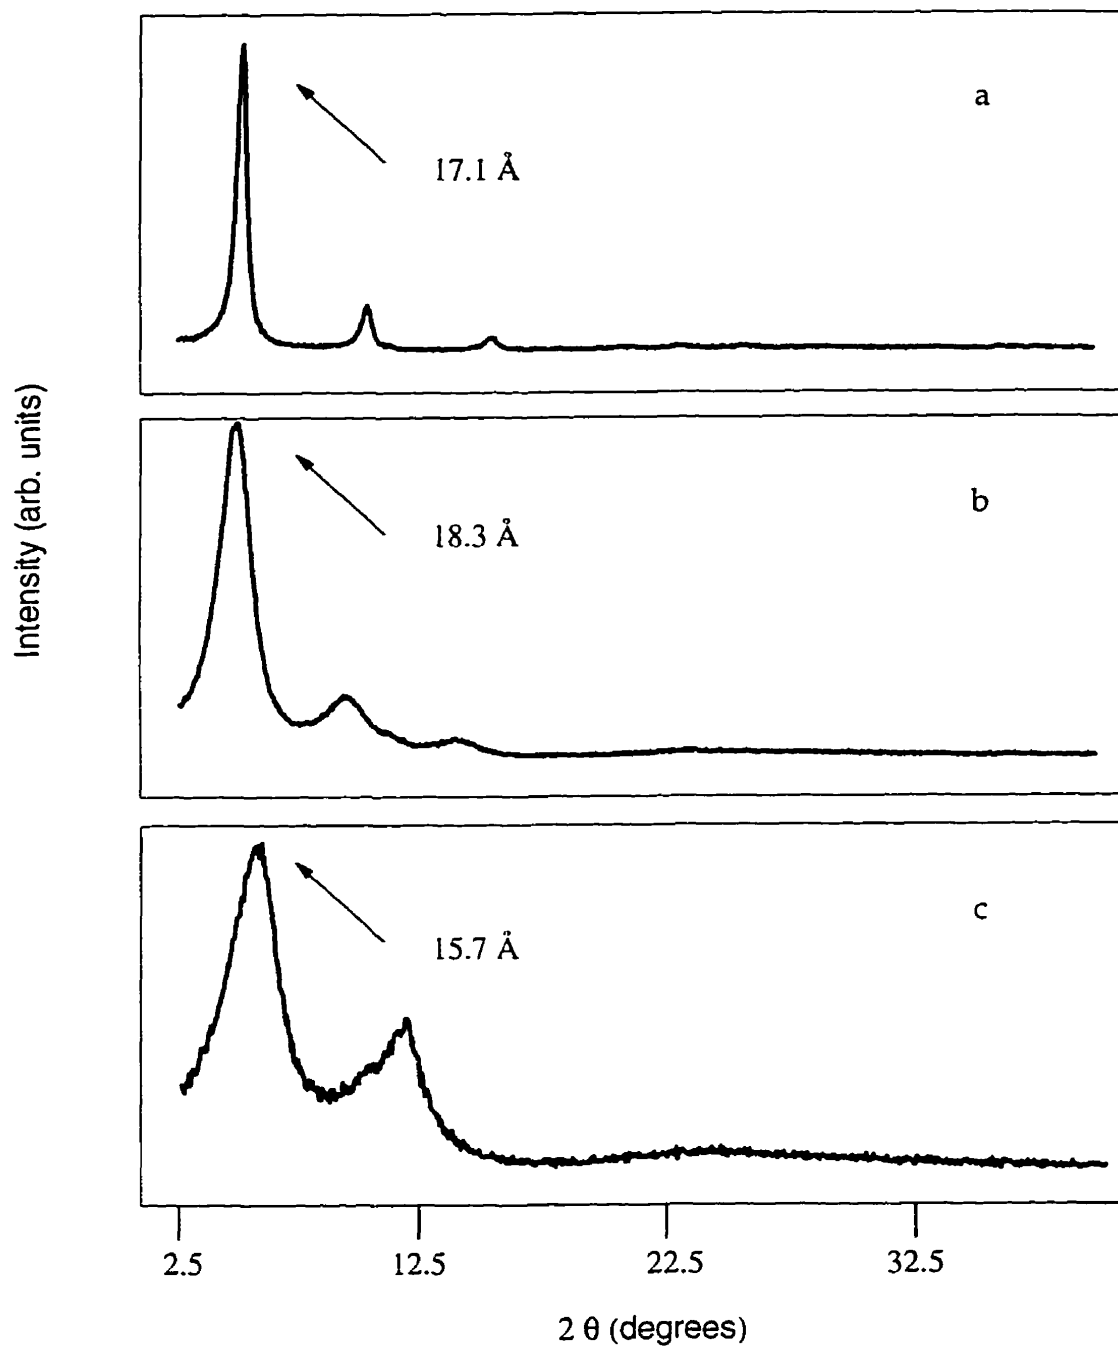 a
17.1 Å
b
18.3 Å
c
15.7 Å
Intensity (arb. units)
2.5 12.5 22.5 32.5
2 θ (degrees)